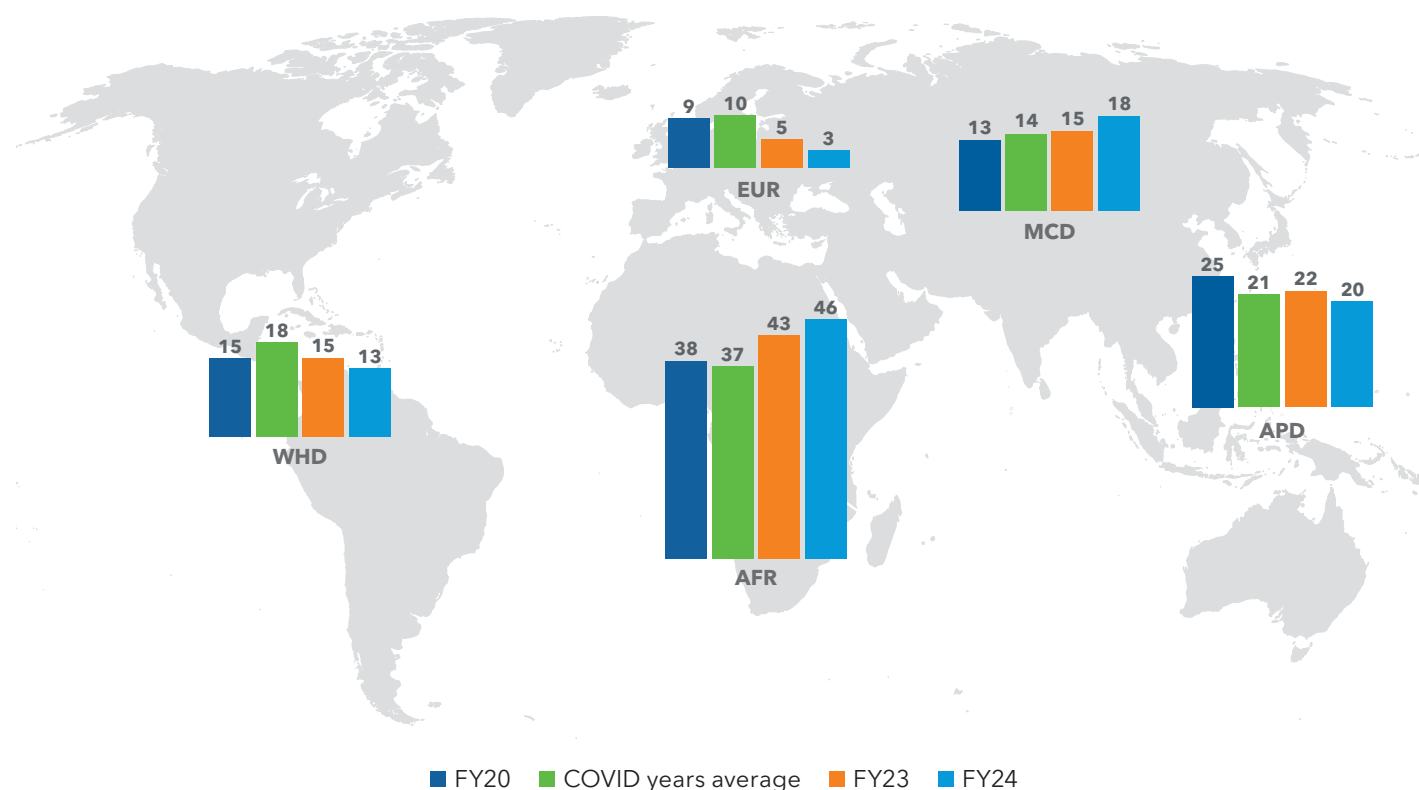 9 10 5 3
EUR
13 14 15 18
MCD
25 21 22 20
APD
15 18 15 13
WHD
38 37 43 46
AFR
FY20 COVID years average FY23 FY24